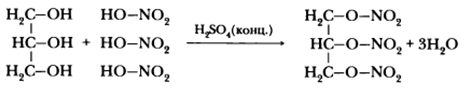 H₂C–OH HO–NO₂ H₂C–O–NO₂
HC–OH + HO–NO₂ H₂SO₄(конц.) HC–O–NO₂ + 3H₂O
H₂C–OH HO–NO₂ H₂C–O–NO₂